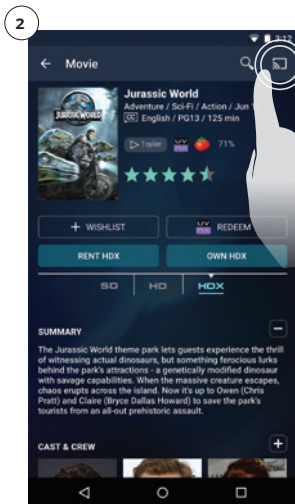 2
3:12
Movie
Jurassic World
Adventure / Sci-Fi / Action / Jun
CC English / PG13 / 125 min
Trailer UV 71%
JURASSIC WORLD
+ WISHLIST
UV REDEEM
RENT HDX
OWN HDX
SD HD HDX
SUMMARY
The Jurassic World theme park lets guests experience the thrill
of witnessing actual dinosaurs, but something ferocious lurks
behind the park's attractions - a genetically modified dinosaur
with savage capabilities. When the massive creature escapes,
chaos erupts across the island. Now it's up to Owen (Chris
Pratt) and Claire (Bryce Dallas Howard) to save the park's
tourists from an all-out prehistoric assault.
CAST & CREW